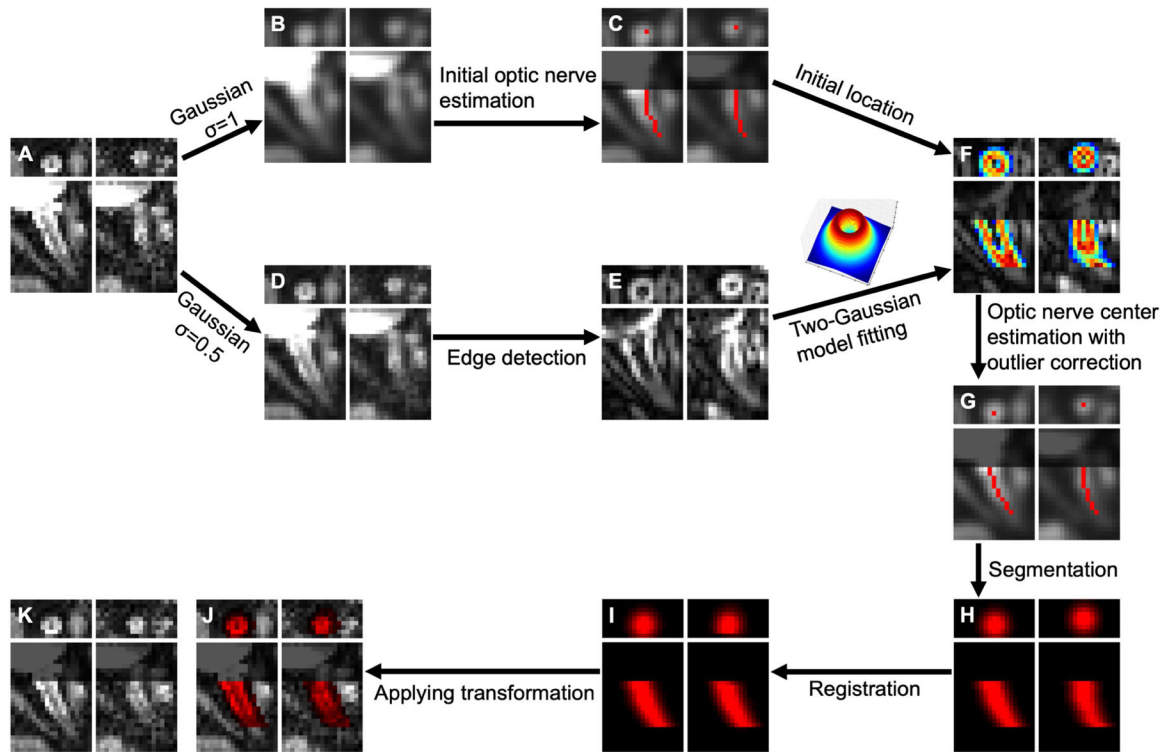 B
C
Gaussian
σ=1
Initial optic nerve
estimation
Initial location
A
F
D
E
Gaussian
σ=0.5
Edge detection
Two-Gaussian
model fitting
Optic nerve center
estimation with
outlier correction
G
Segmentation
K
J
I
H
Applying transformation
Registration